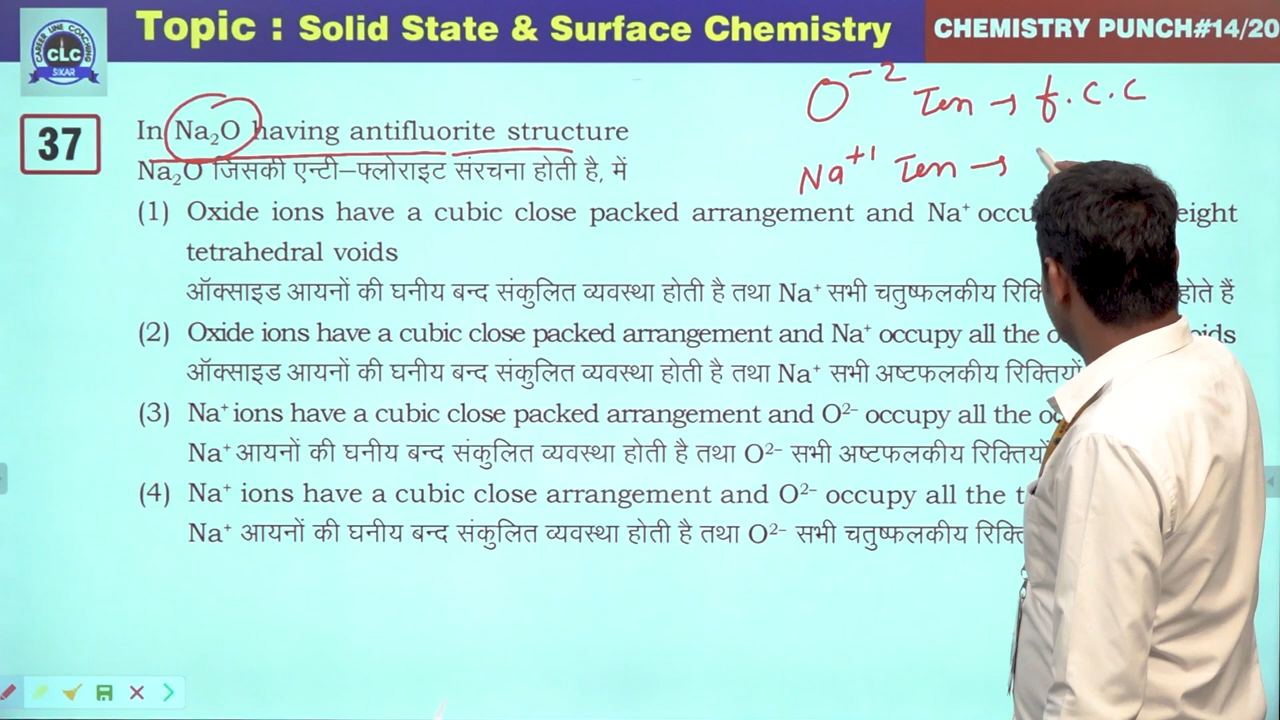 Topic : Solid State & Surface Chemistry
CHEMISTRY PUNCH#14/20
CAREER LINE COACHING
CLC
SIKAR
O⁻² Ion → f.C.C
37
In Na₂O having antifluorite structure
Na⁺¹ Ion →
Na₂O जिसकी एन्टी–फ्लोराइट संरचना होती है, में
(1) Oxide ions have a cubic close packed arrangement and Na⁺ eight
tetrahedral voids
ऑक्साइड आयनों की घनीय बन्द संकुलित व्यवस्था होती है तथा Na⁺ सभी चतुष्फलकीय होते हैं
(2) Oxide ions have a cubic close packed arrangement and Na⁺ occupy all the
ऑक्साइड आयनों की घनीय बन्द संकुलित व्यवस्था होती है तथा Na⁺ सभी अष्टफलकीय रिक्तियों
(3) Na⁺ ions have a cubic close packed arrangement and O²⁻ occupy all the
Na⁺ आयनों की घनीय बन्द संकुलित व्यवस्था होती है तथा O²⁻ सभी अष्टफलकीय
(4) Na⁺ ions have a cubic close arrangement and O²⁻ occupy all the
Na⁺ आयनों की घनीय बन्द संकुलित व्यवस्था होती है तथा O²⁻ सभी चतुष्फलकीय